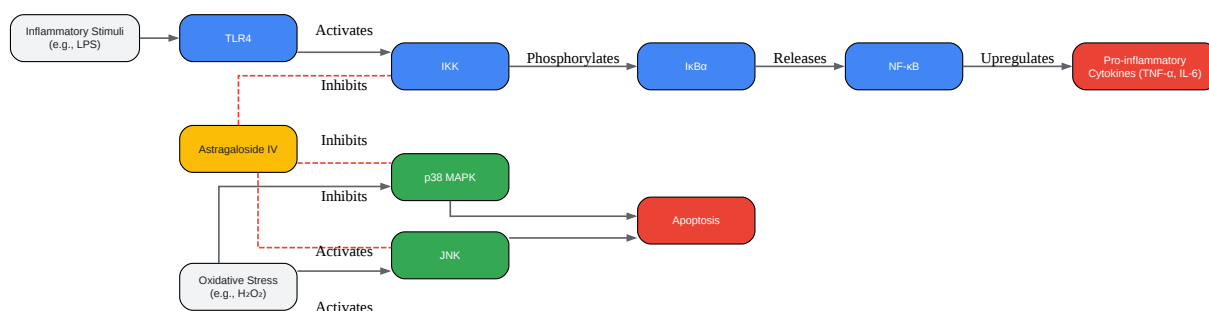 Inflammatory Stimuli
(e.g., LPS)
TLR4
Activates
IKK
Phosphorylates
IκBα
Releases
NF-κB
Upregulates
Pro-inflammatory
Cytokines (TNF-α, IL-6)
Inhibits
Astragaloside IV
Inhibits
p38 MAPK
Inhibits
Apoptosis
Activates
JNK
Oxidative Stress
(e.g., H₂O₂)
Activates